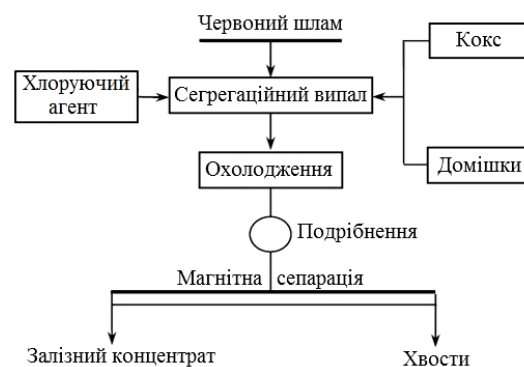 Червоний шлам
Кокс
Хлоруючий
агент
Сегрегаційний випал
Охолодження
Домішки
Подрібнення
Магнітна сепарація
Залізний концентрат
Хвости